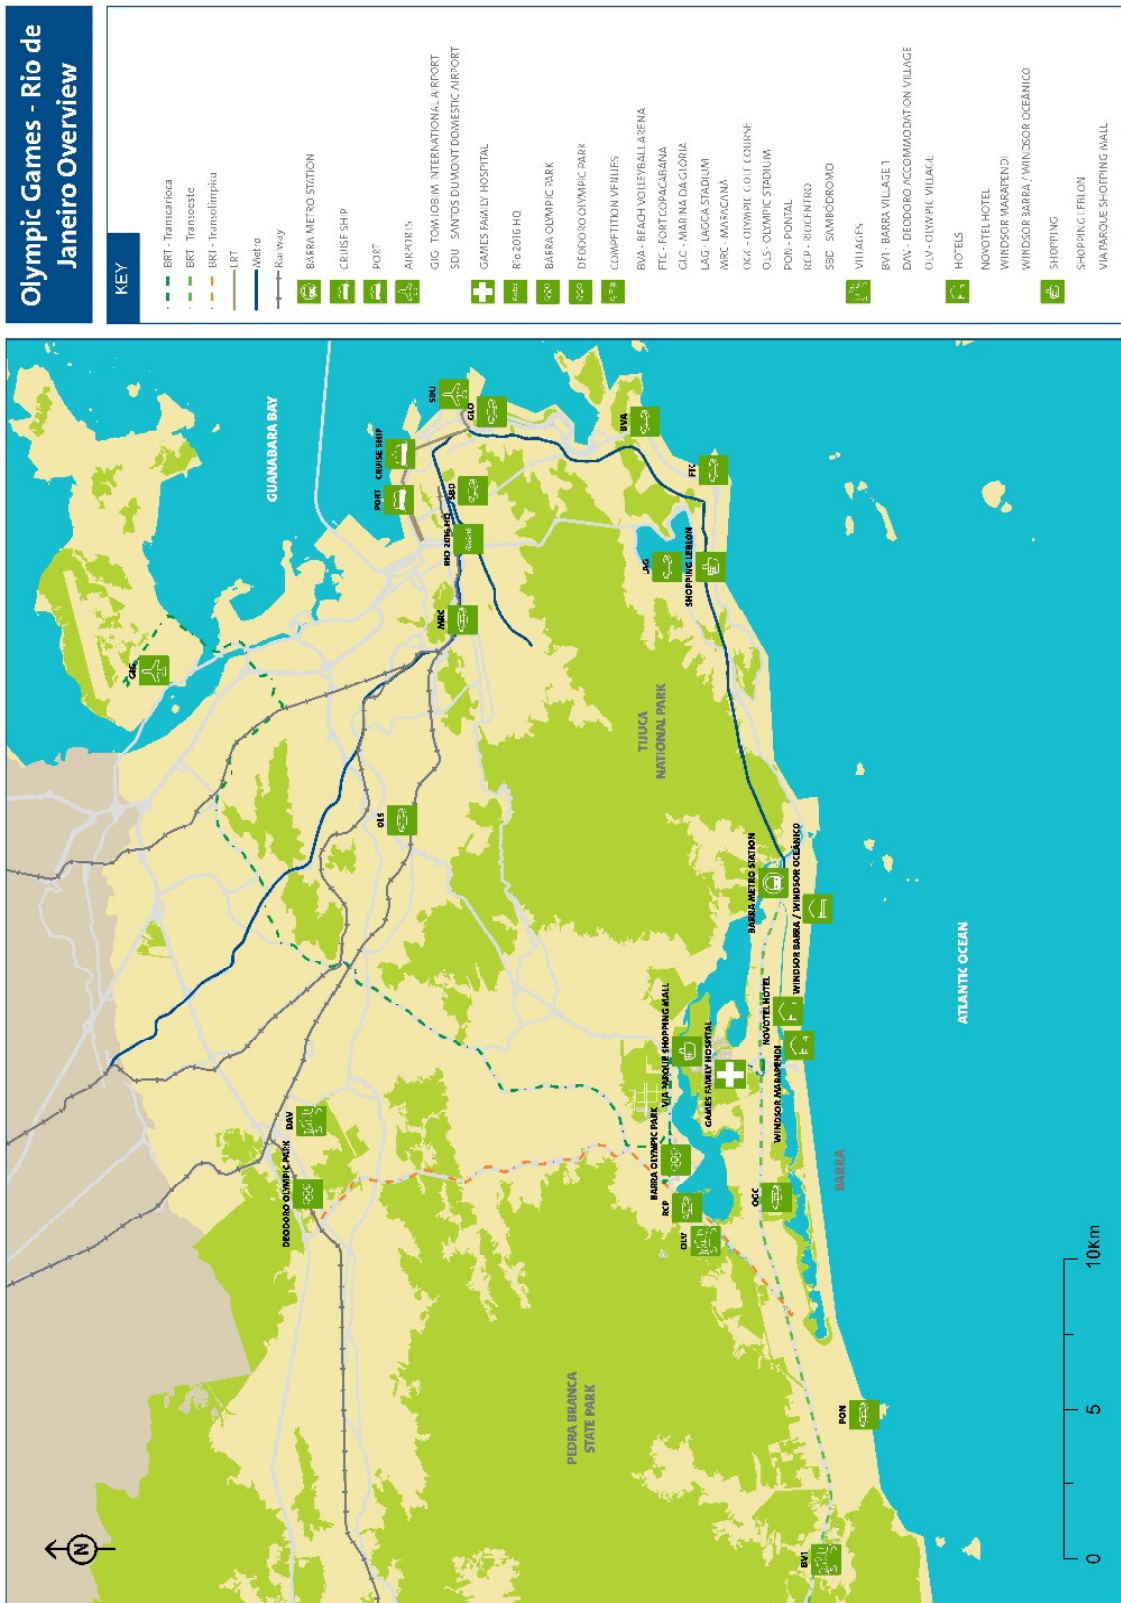 Olympic Games - Rio de
Janeiro Overview
KEY
BRT - Transcarioca
BRT - Transoeste
BRT - Transolímpica
LRT
Metro
Railway
BARRA METRO STATION
CRUISE SHIP
PORT
AIRPORTS
GIG - TOM JOBIM INTERNATIONAL AIRPORT
SDU - SANTOS DUMONT DOMESTIC AIRPORT
GAMES FAMILY HOSPITAL
Rio 2016 HQ
BARRA OLYMPIC PARK
DEODORO OLYMPIC PARK
COMPETITION VENUES
BVA - BEACH VOLLEYBALL ARENA
FTC - FORT COPACABANA
GLC - MARINA DA GLÓRIA
LAG - LAGOA STADIUM
MRC - MARACANÃ
OGC - OLYMPIC GOLF COURSE
OLS - OLYMPIC STADIUM
PON - PONTAL
RCP - RIOCENTRO
SBD - SAMBÓDROMO
VILLAGES
BV1 - BARRA VILLAGE 1
DAV - DEODORO ACCOMMODATION VILLAGE
OLV - OLYMPIC VILLAGE
HOTELS
NOVOTEL HOTEL
WINDSOR MARAPENDI
WINDSOR BARRA / WINDSOR OCEÂNICO
SHOPPING
SHOPPING LEBLON
VIA PARQUE SHOPPING MALL
N
GUANABARA BAY
GIG
SDU
GLO
CRUISE SHIP
PORT
SBD
RIO 2016 HQ
MRC
OLS
BVA
FTC
LAG
SHOPPING LEBLON
TIJUCA
NATIONAL PARK
DAV
DEODORO OLYMPIC PARK
BARRA METRO STATION
WINDSOR BARRA / WINDSOR OCEÂNICO
VIA PARQUE SHOPPING MALL
GAMES FAMILY HOSPITAL
NOVOTEL HOTEL
WINDSOR MARAPENDI
BARRA OLYMPIC PARK
RCP
OLV
OGC
BARRA
ATLANTIC OCEAN
PEDRA BRANCA
STATE PARK
PON
BV1
0
5
10Km